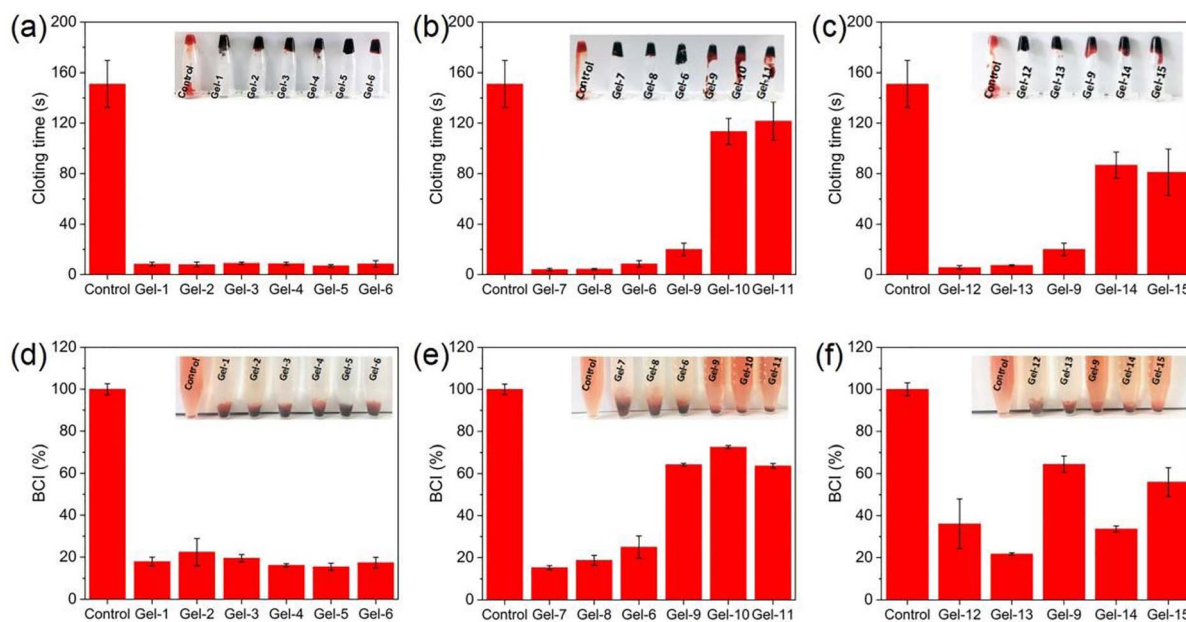 (a)
200
160
120
80
40
0
Cloting time (s)
Control Gel-1 Gel-2 Gel-3 Gel-4 Gel-5 Gel-6
Control Gel-1 Gel-2 Gel-3 Gel-4 Gel-5 Gel-6
(b)
200
160
120
80
40
0
Cloting time (s)
Control Gel-7 Gel-8 Gel-6 Gel-9 Gel-10 Gel-11
Control Gel-7 Gel-8 Gel-6 Gel-9 Gel-10 Gel-11
(c)
200
160
120
80
40
0
Cloting time (s)
Control Gel-12 Gel-13 Gel-9 Gel-14 Gel-15
Control Gel-12 Gel-13 Gel-9 Gel-14 Gel-15
(d)
120
100
80
60
40
20
0
BCI (%)
Control Gel-1 Gel-2 Gel-3 Gel-4 Gel-5 Gel-6
Control Gel-1 Gel-2 Gel-3 Gel-4 Gel-5 Gel-6
(e)
120
100
80
60
40
20
0
BCI (%)
Control Gel-7 Gel-8 Gel-6 Gel-9 Gel-10 Gel-11
Control Gel-7 Gel-8 Gel-6 Gel-9 Gel-10 Gel-11
(f)
120
100
80
60
40
20
0
BCI (%)
Control Gel-12 Gel-13 Gel-9 Gel-14 Gel-15
Control Gel-12 Gel-13 Gel-9 Gel-14 Gel-15